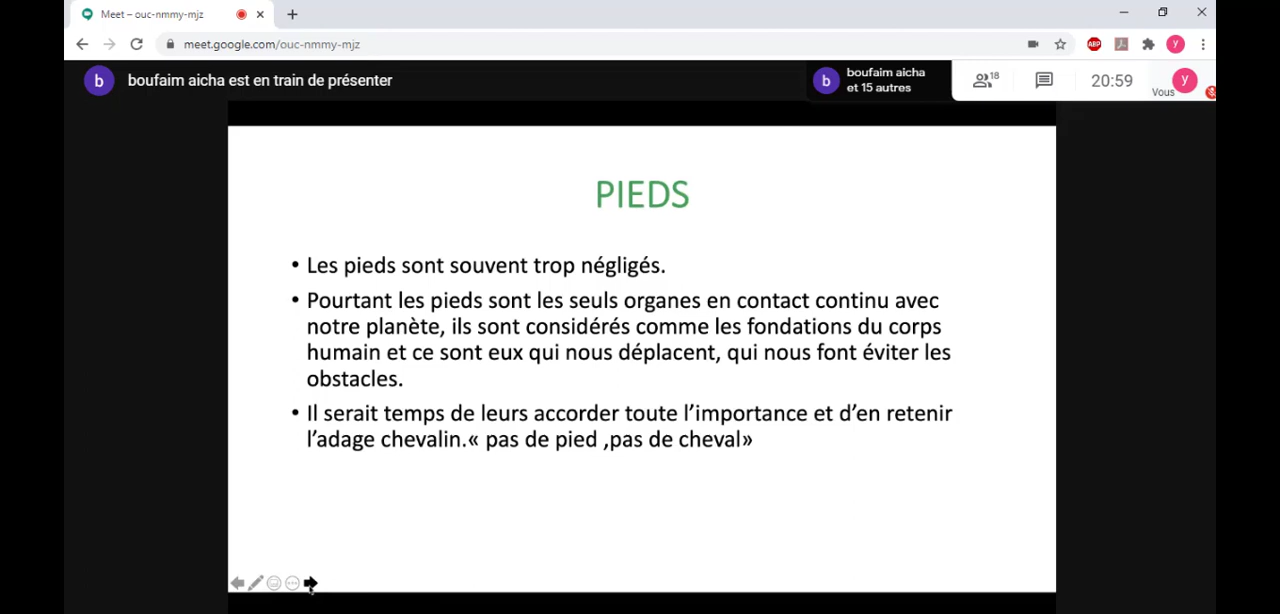 Meet – ouc-nmmy-mjz
meet.google.com/ouc-nmmy-mjz
ABP
y
b
boufaim aicha est en train de présenter
b
boufaim aicha
et 15 autres
18
20:59
Vous
y
PIEDS
• Les pieds sont souvent trop négligés.
• Pourtant les pieds sont les seuls organes en contact continu avec
notre planète, ils sont considérés comme les fondations du corps
humain et ce sont eux qui nous déplacent, qui nous font éviter les
obstacles.
• Il serait temps de leurs accorder toute l’importance et d’en retenir
l’adage chevalin.« pas de pied ,pas de cheval»